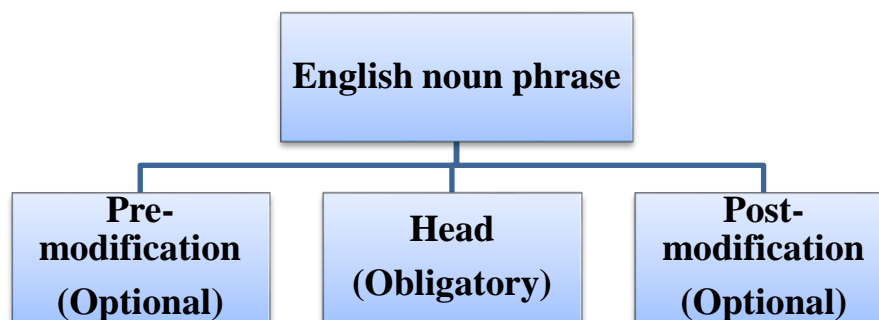 English noun phrase
Pre-
modification
(Optional)
Head
(Obligatory)
Post-
modification
(Optional)